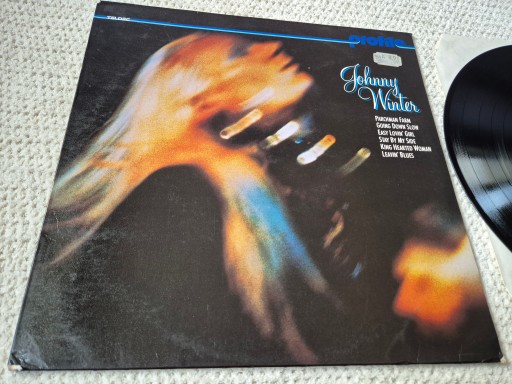 TELDEC
profile
Johnny
Winter
PARCHMAN FARM
GOING DOWN SLOW
EASY LOVIN' GIRL
STAY BY MY SIDE
KING HEARTED WOMAN
LEAVIN' BLUES